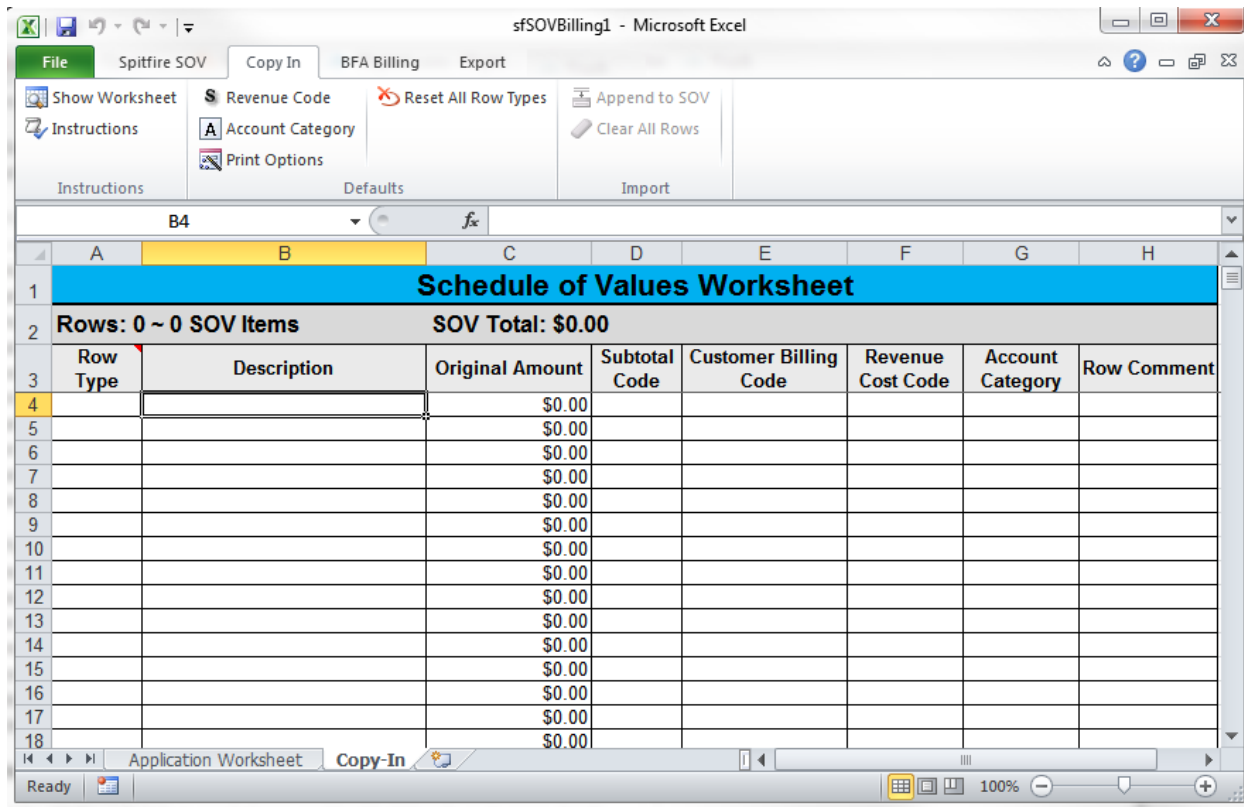 sfSOVBilling1 - Microsoft Excel
File Spitfire SOV Copy In BFA Billing Export
Show Worksheet S Revenue Code Reset All Row Types Append to SOV
Instructions A Account Category Clear All Rows
Print Options
Instructions Defaults Import
B4 fx
A B C D E F G H
1 Schedule of Values Worksheet
2 Rows: 0 ~ 0 SOV Items SOV Total: $0.00
3 Row Type Description Original Amount Subtotal Code Customer Billing Code Revenue Cost Code Account Category Row Comment
4 $0.00
5 $0.00
6 $0.00
7 $0.00
8 $0.00
9 $0.00
10 $0.00
11 $0.00
12 $0.00
13 $0.00
14 $0.00
15 $0.00
16 $0.00
17 $0.00
18 $0.00
Application Worksheet Copy-In
Ready 100%